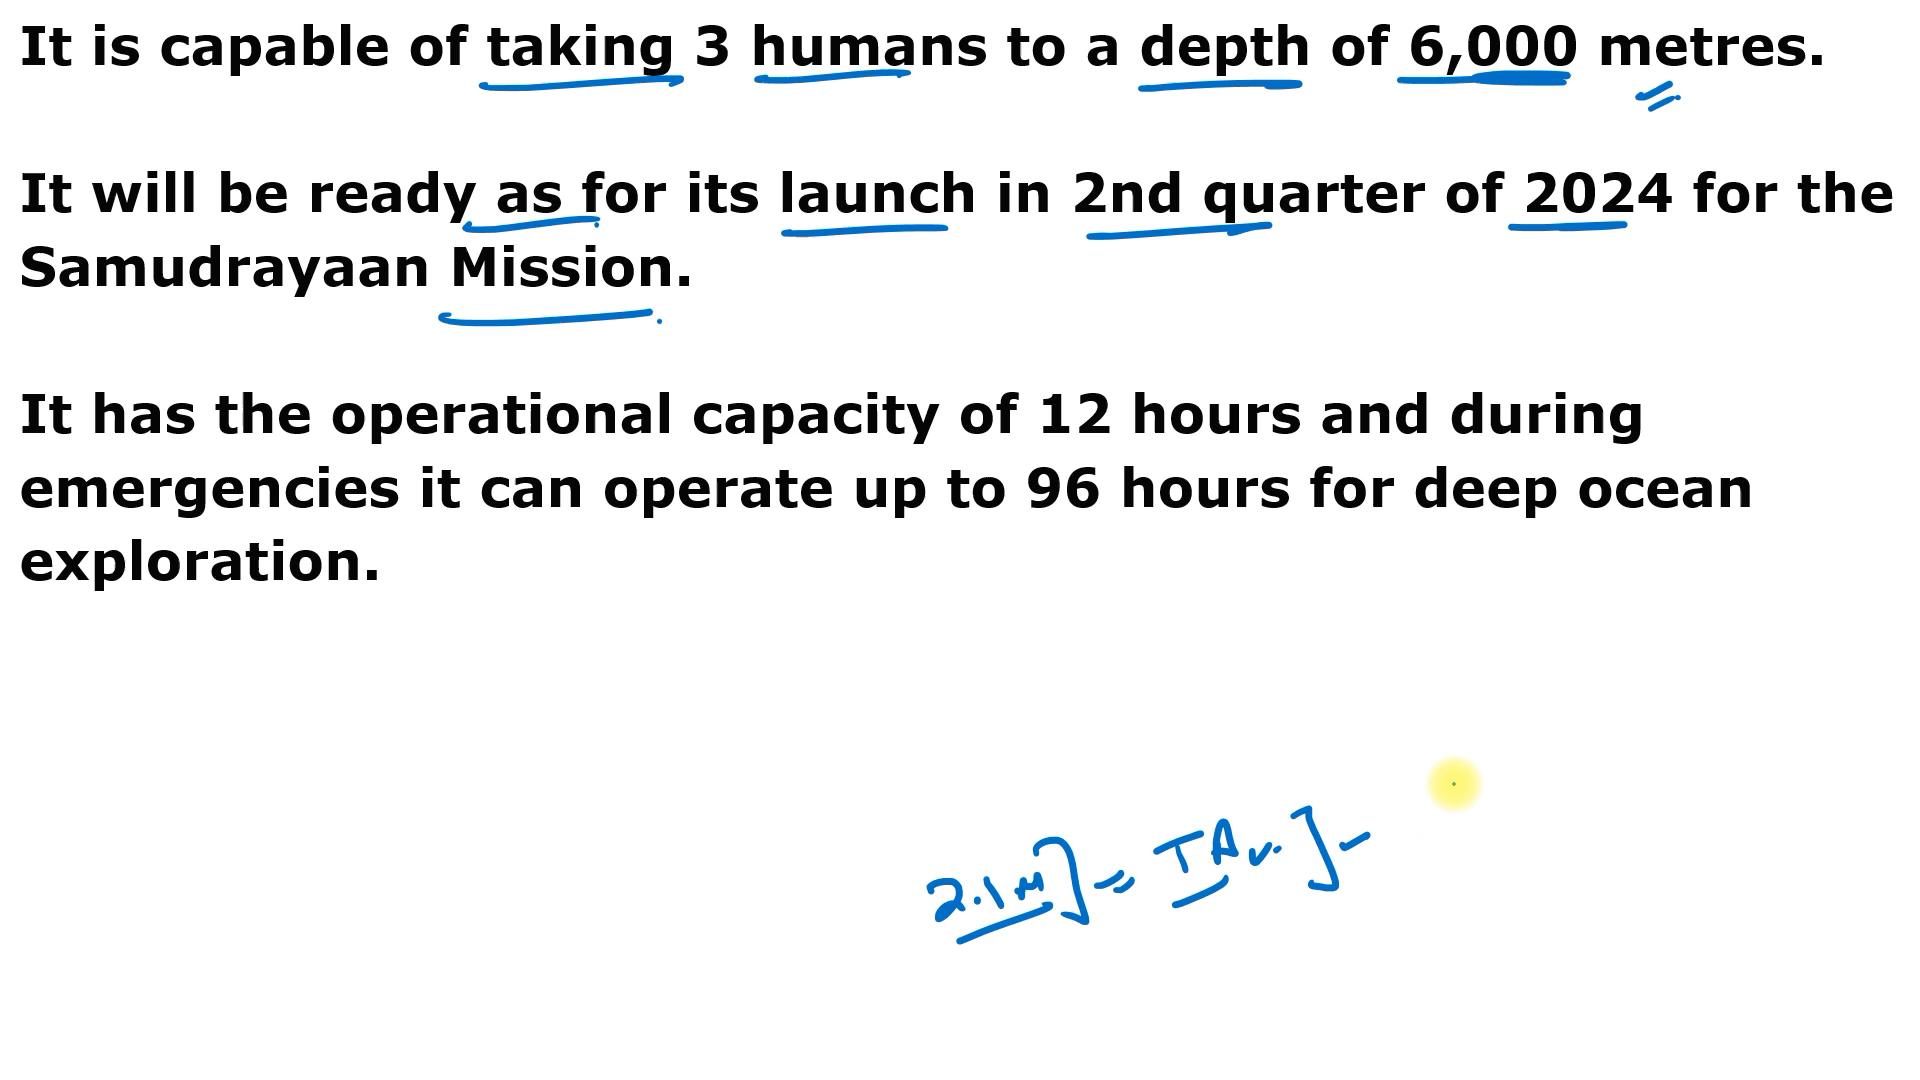 It is capable of taking 3 humans to a depth of 6,000 metres.
It will be ready as for its launch in 2nd quarter of 2024 for the
Samudrayaan Mission.
It has the operational capacity of 12 hours and during
emergencies it can operate up to 96 hours for deep ocean
exploration.
2.1 M] = TA